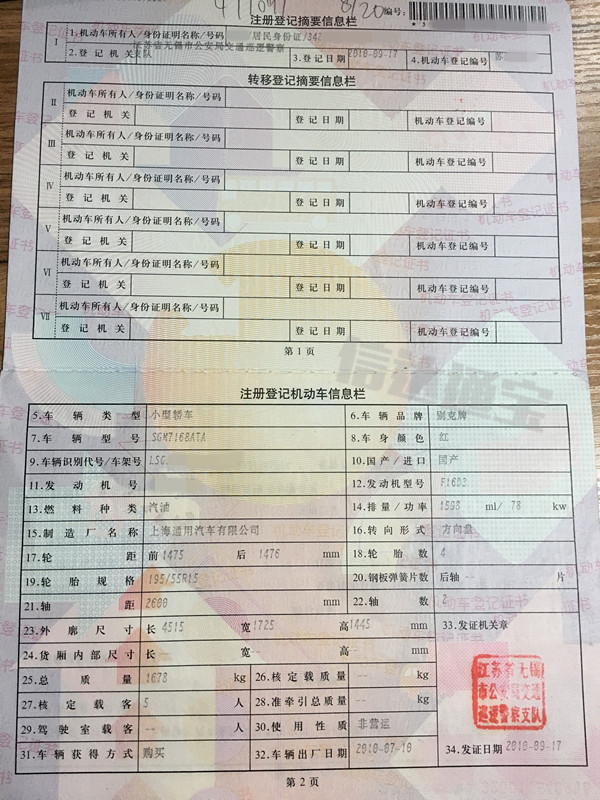 注册登记摘要信息栏
编号:
I 1.机动车所有人/身份证明名称/号码 居民身份证/342
2.登记机关 江苏省无锡市公安局交通巡逻警察支队 3.登记日期 2010-09-17 4.机动车登记编号 苏
转移登记摘要信息栏
II 机动车所有人/身份证明名称/号码
登记机关 登记日期 机动车登记编号
III 机动车所有人/身份证明名称/号码
登记机关 登记日期 机动车登记编号
IV 机动车所有人/身份证明名称/号码
登记机关 登记日期 机动车登记编号
V 机动车所有人/身份证明名称/号码
登记机关 登记日期 机动车登记编号
VI 机动车所有人/身份证明名称/号码
登记机关 登记日期 机动车登记编号
VII 机动车所有人/身份证明名称/号码
登记机关 登记日期 机动车登记编号
第1页
注册登记机动车信息栏
5.车辆类型 小型轿车 6.车辆品牌 别克牌
7.车辆型号 SGM7168ATA 8.车身颜色 红
9.车辆识别代号/车架号 LSG 10.国产/进口 国产
11.发动机号 12.发动机型号 F16D3
13.燃料种类 汽油 14.排量/功率 1598 ml/ 78 kw
15.制造厂名称 上海通用汽车有限公司 16.转向形式 方向盘
17.轮距 前 1475 后 1476 mm 18.轮胎数 4
19.轮胎规格 195/55R15 20.钢板弹簧片数 后轴 -- 片
21.轴距 2600 mm 22.轴数 2
23.外廓尺寸 长 4515 宽 1725 高 1445 mm 33.发证机关章
24.货厢内部尺寸 长 -- 宽 -- 高 -- mm
25.总质量 1678 kg 26.核定载质量 -- kg
27.核定载客 5 人 28.准牵引总质量 -- kg
江苏省无锡市公安局交通巡逻警察支队
29.驾驶室载客 -- 人 30.使用性质 非营运
31.车辆获得方式 购买 32.车辆出厂日期 2010-07-10 34.发证日期 2010-09-17
第2页